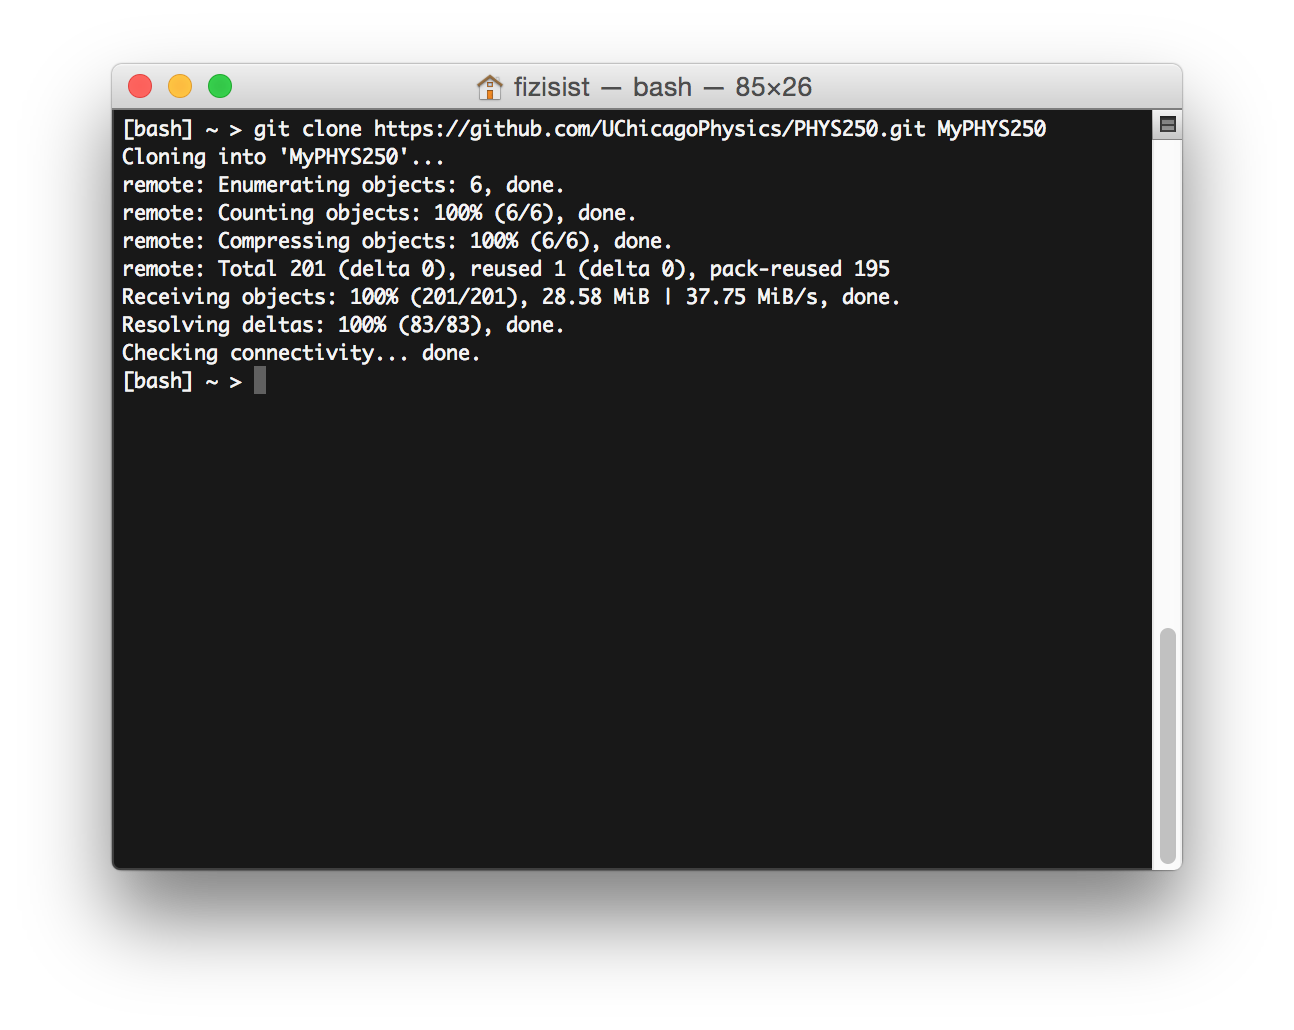 fizisist — bash — 85×26
[bash] ~ > git clone https://github.com/UChicagoPhysics/PHYS250.git MyPHYS250
Cloning into 'MyPHYS250'...
remote: Enumerating objects: 6, done.
remote: Counting objects: 100% (6/6), done.
remote: Compressing objects: 100% (6/6), done.
remote: Total 201 (delta 0), reused 1 (delta 0), pack-reused 195
Receiving objects: 100% (201/201), 28.58 MiB | 37.75 MiB/s, done.
Resolving deltas: 100% (83/83), done.
Checking connectivity... done.
[bash] ~ >